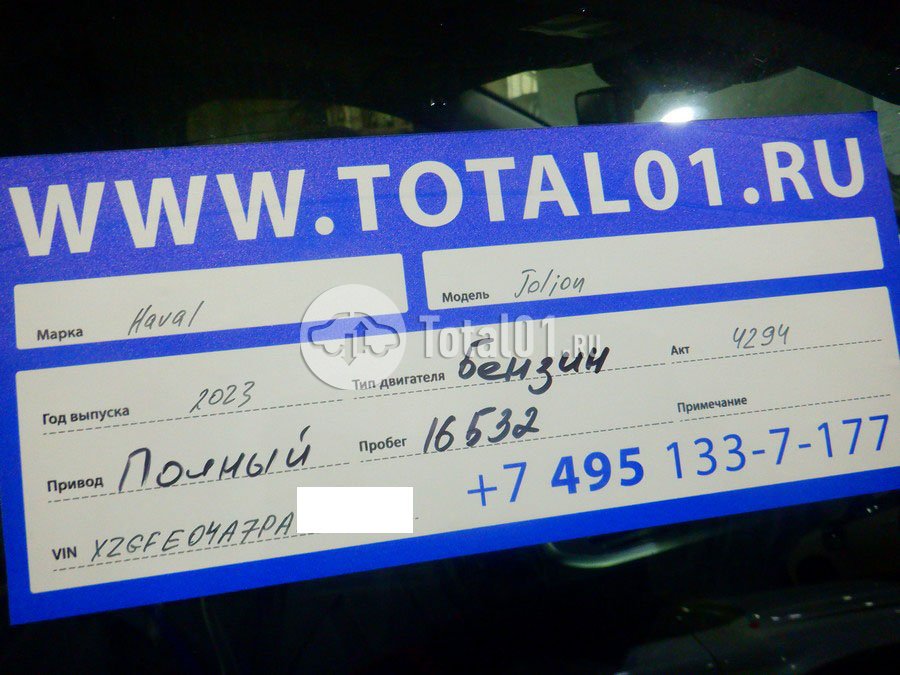 WWW.TOTAL01.RU
Марка Haval Модель Jolion
Total01.ru
Год выпуска 2023 Тип двигателя Бензин Акт 4294
Привод Полный Пробег 16532 Примечание
+7 495 133-7-177
VIN XZGFE04A7PA